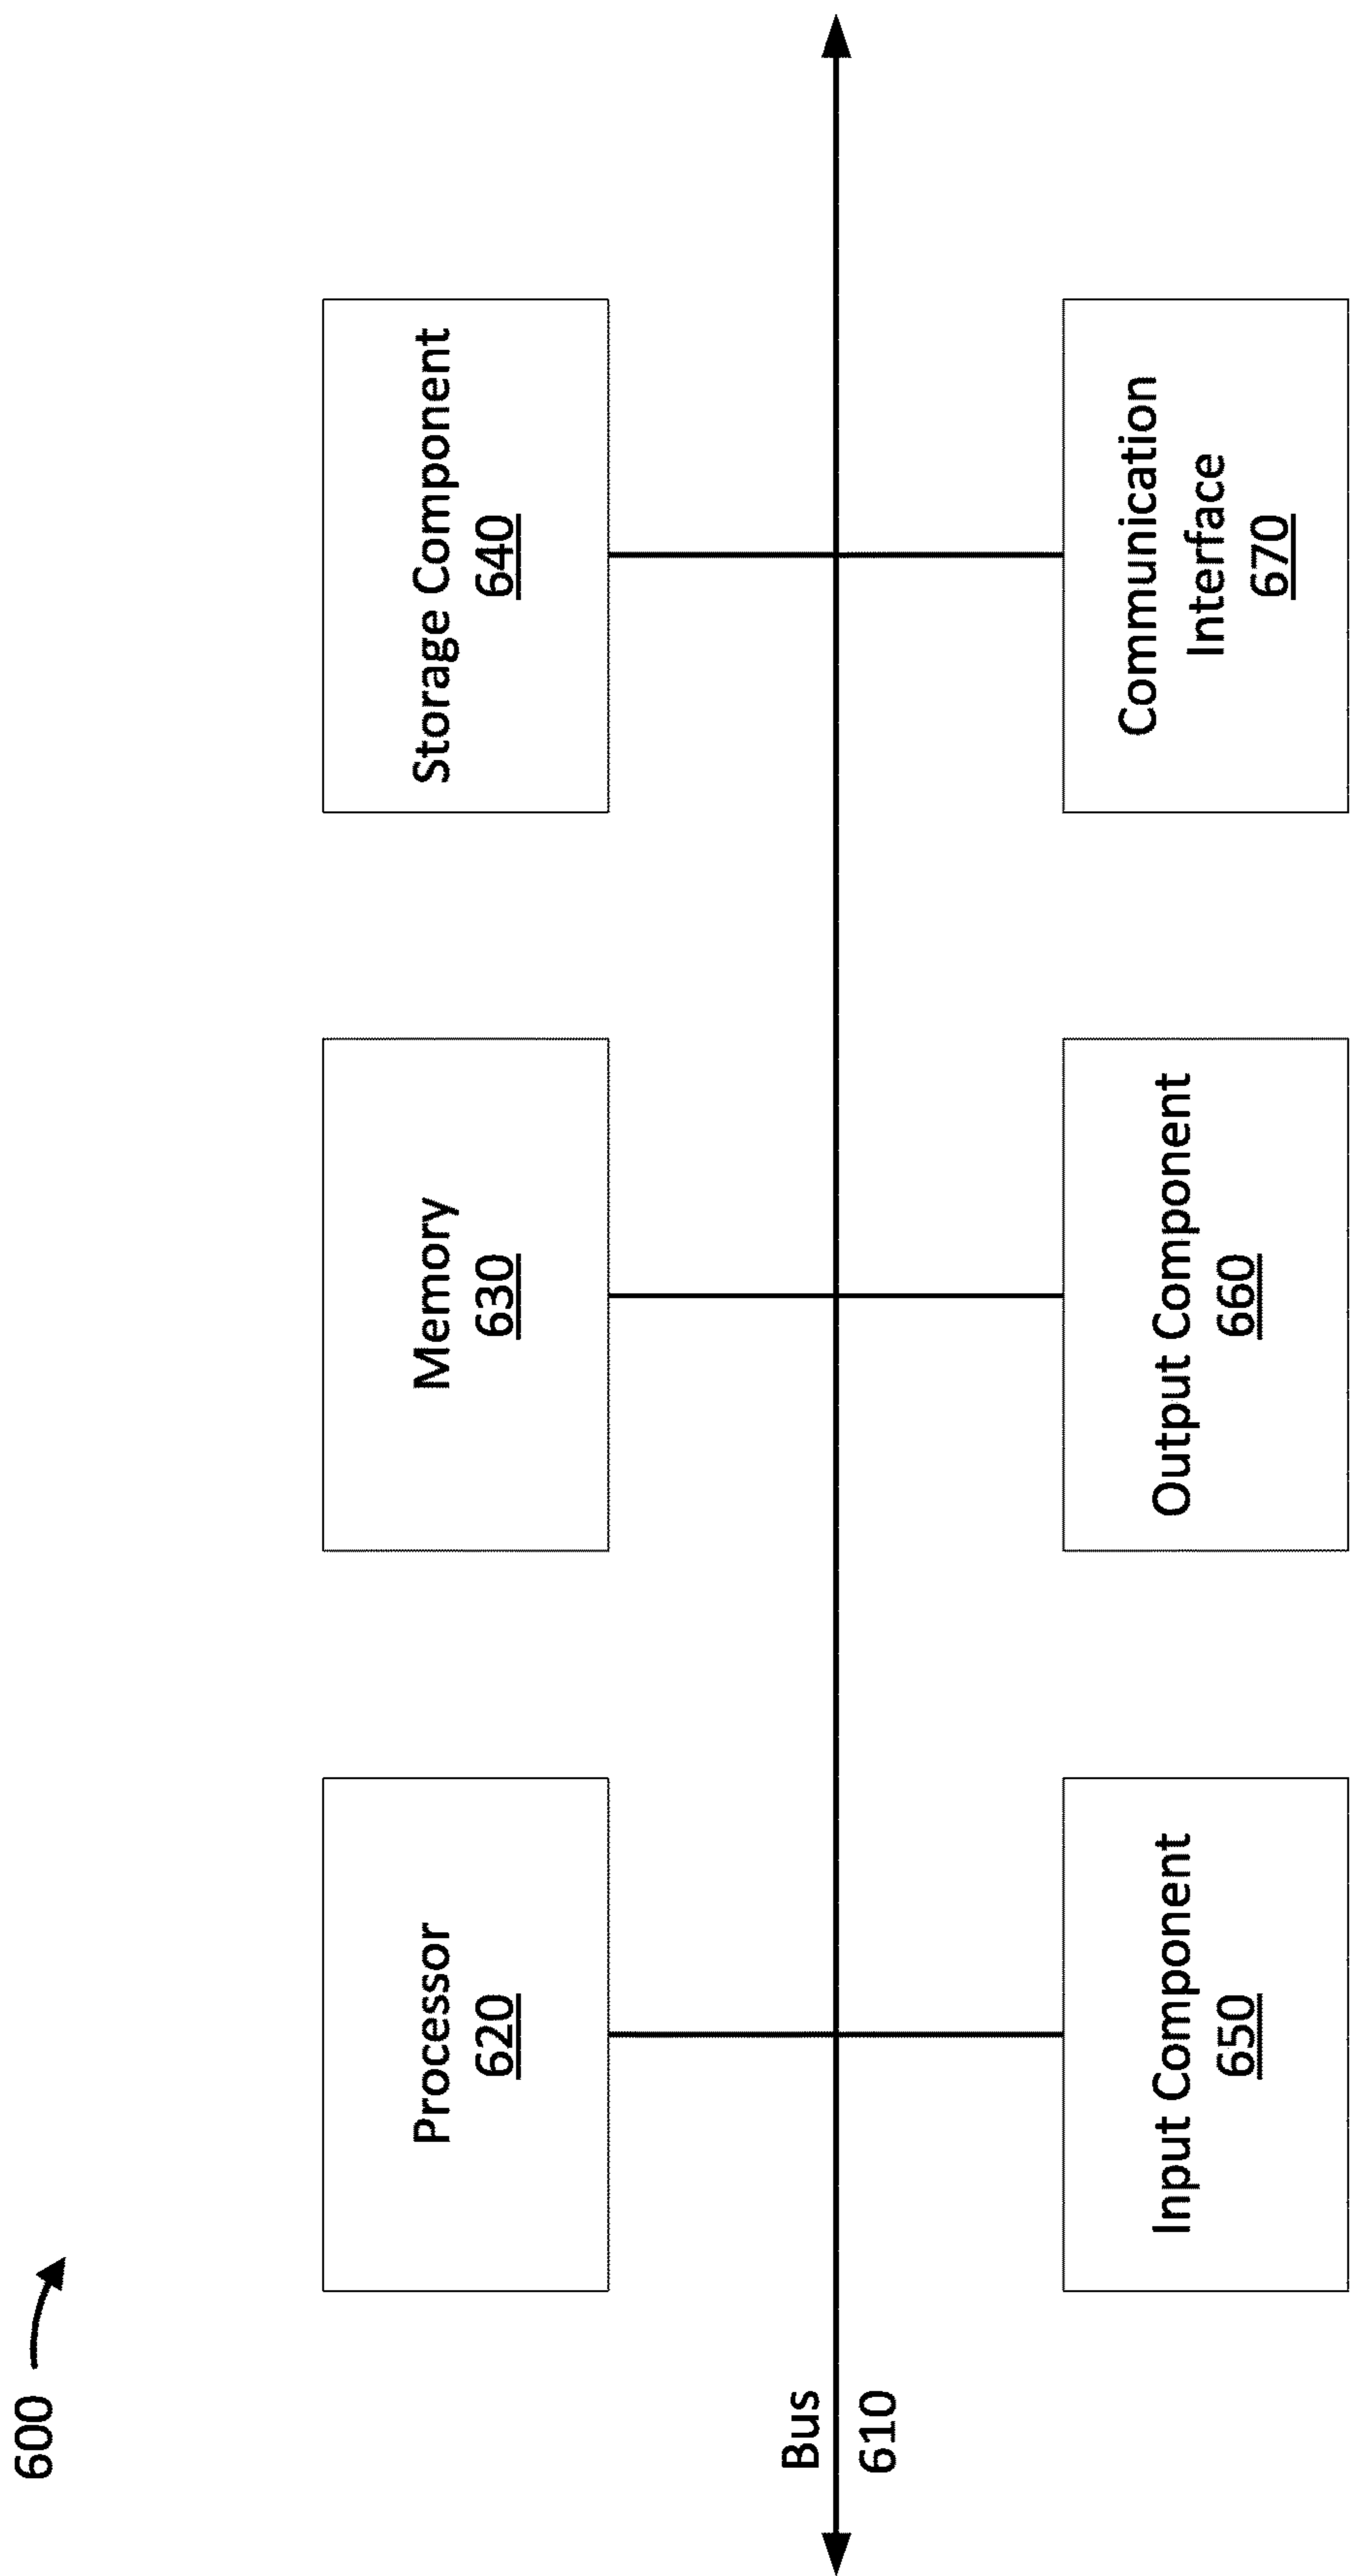 600
Processor
620
Memory
630
Storage Component
640
Bus
610
Input Component
650
Output Component
660
Communication
Interface
670